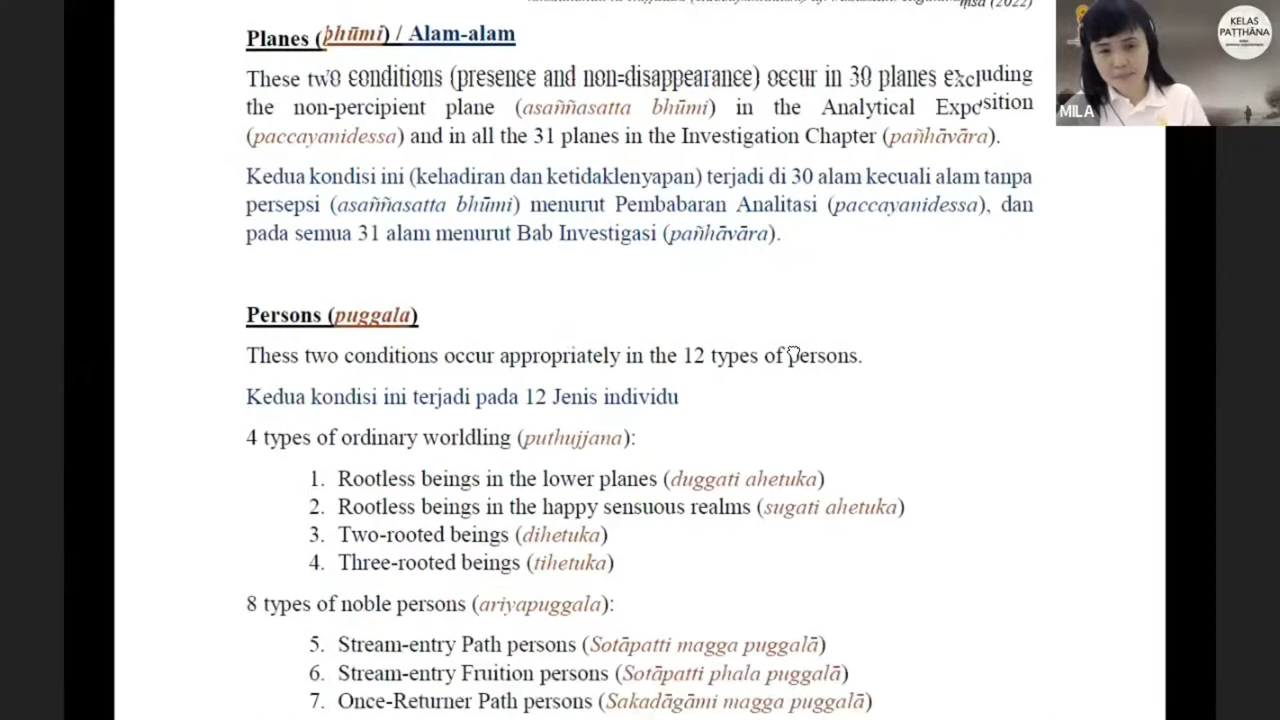 msa (2022)
KELAS
PAṬṬHĀNA
MILA
Planes (bhūmi) / Alam-alam
These two conditions (presence and non-disappearance) occur in 30 planes excluding
the non-percipient plane (asaññasatta bhūmi) in the Analytical Exposition
(paccayanidessa) and in all the 31 planes in the Investigation Chapter (pañhāvāra).
Kedua kondisi ini (kehadiran dan ketidaklenyapan) terjadi di 30 alam kecuali alam tanpa
persepsi (asaññasatta bhūmi) menurut Pembabaran Analitasi (paccayanidessa), dan
pada semua 31 alam menurut Bab Investigasi (pañhāvāra).
Persons (puggala)
Thess two conditions occur appropriately in the 12 types of persons.
Kedua kondisi ini terjadi pada 12 Jenis individu
4 types of ordinary worldling (puthujjana):
1. Rootless beings in the lower planes (duggati ahetuka)
2. Rootless beings in the happy sensuous realms (sugati ahetuka)
3. Two-rooted beings (dihetuka)
4. Three-rooted beings (tihetuka)
8 types of noble persons (ariyapuggala):
5. Stream-entry Path persons (Sotāpatti magga puggalā)
6. Stream-entry Fruition persons (Sotāpatti phala puggalā)
7. Once-Returner Path persons (Sakadāgāmi magga puggalā)